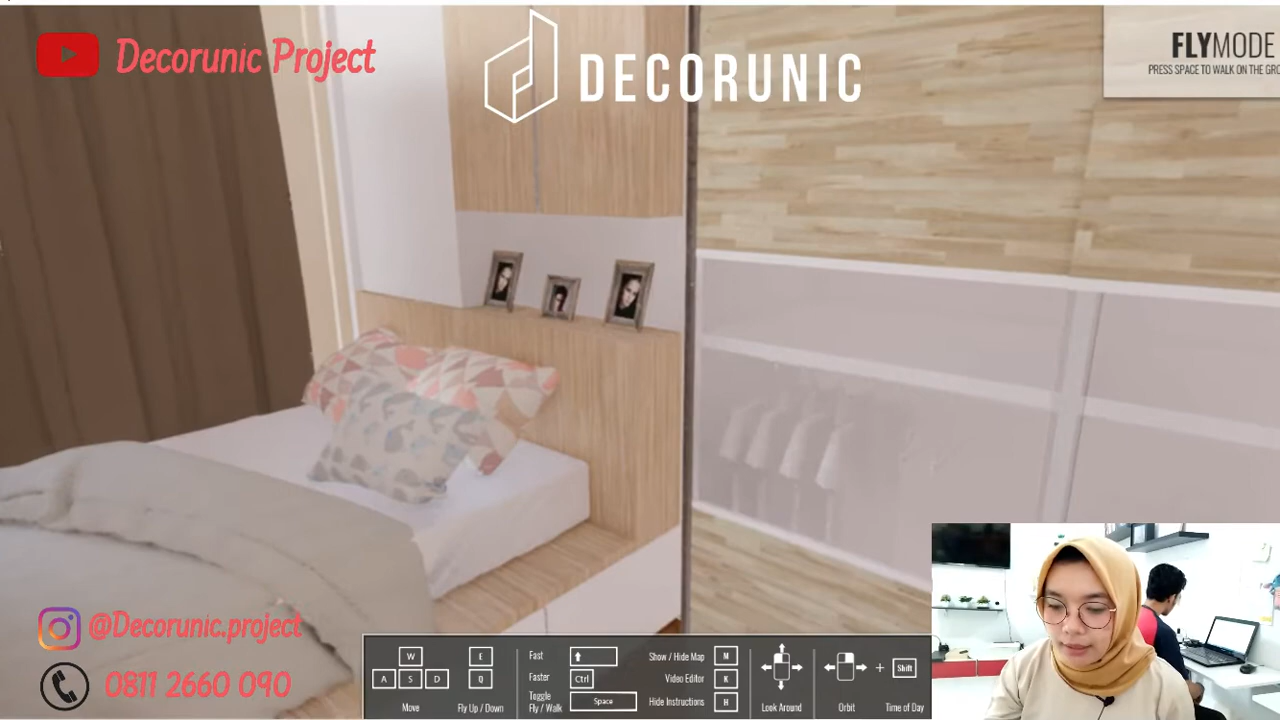 Decorunic Project
DECORUNIC
FLYMODE
PRESS SPACE TO WALK ON THE
@Decorunic.project
0811 2660 090
W
A S D
Move
E
Q
Fly Up / Down
Fast
Faster
Ctrl
Toggle
Fly / Walk
Space
Show / Hide Map
M
Video Editor
K
Hide Instructions
H
Look Around
Orbit
+
Shift
Time of Day